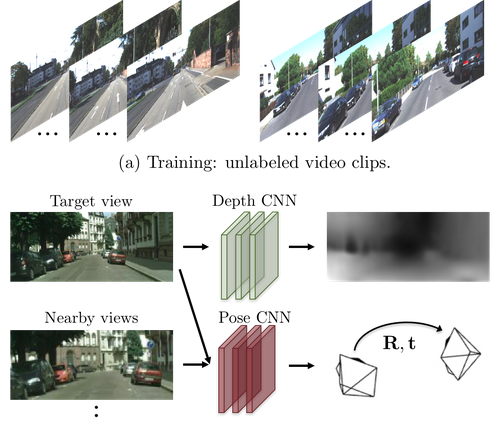 (a) Training: unlabeled video clips.
Target view
Depth CNN
Nearby views
Pose CNN
R, t